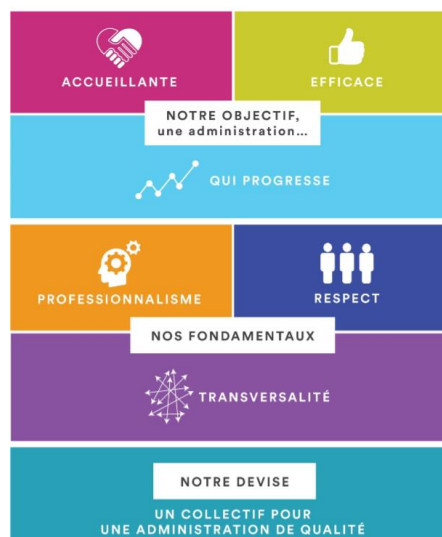 ACCUEILLANTE
EFFICACE
NOTRE OBJECTIF,
une administration...
QUI PROGRESSE
PROFESSIONNALISME
RESPECT
NOS FONDAMENTAUX
TRANSVERSALITÉ
NOTRE DEVISE
UN COLLECTIF POUR
UNE ADMINISTRATION DE QUALITÉ